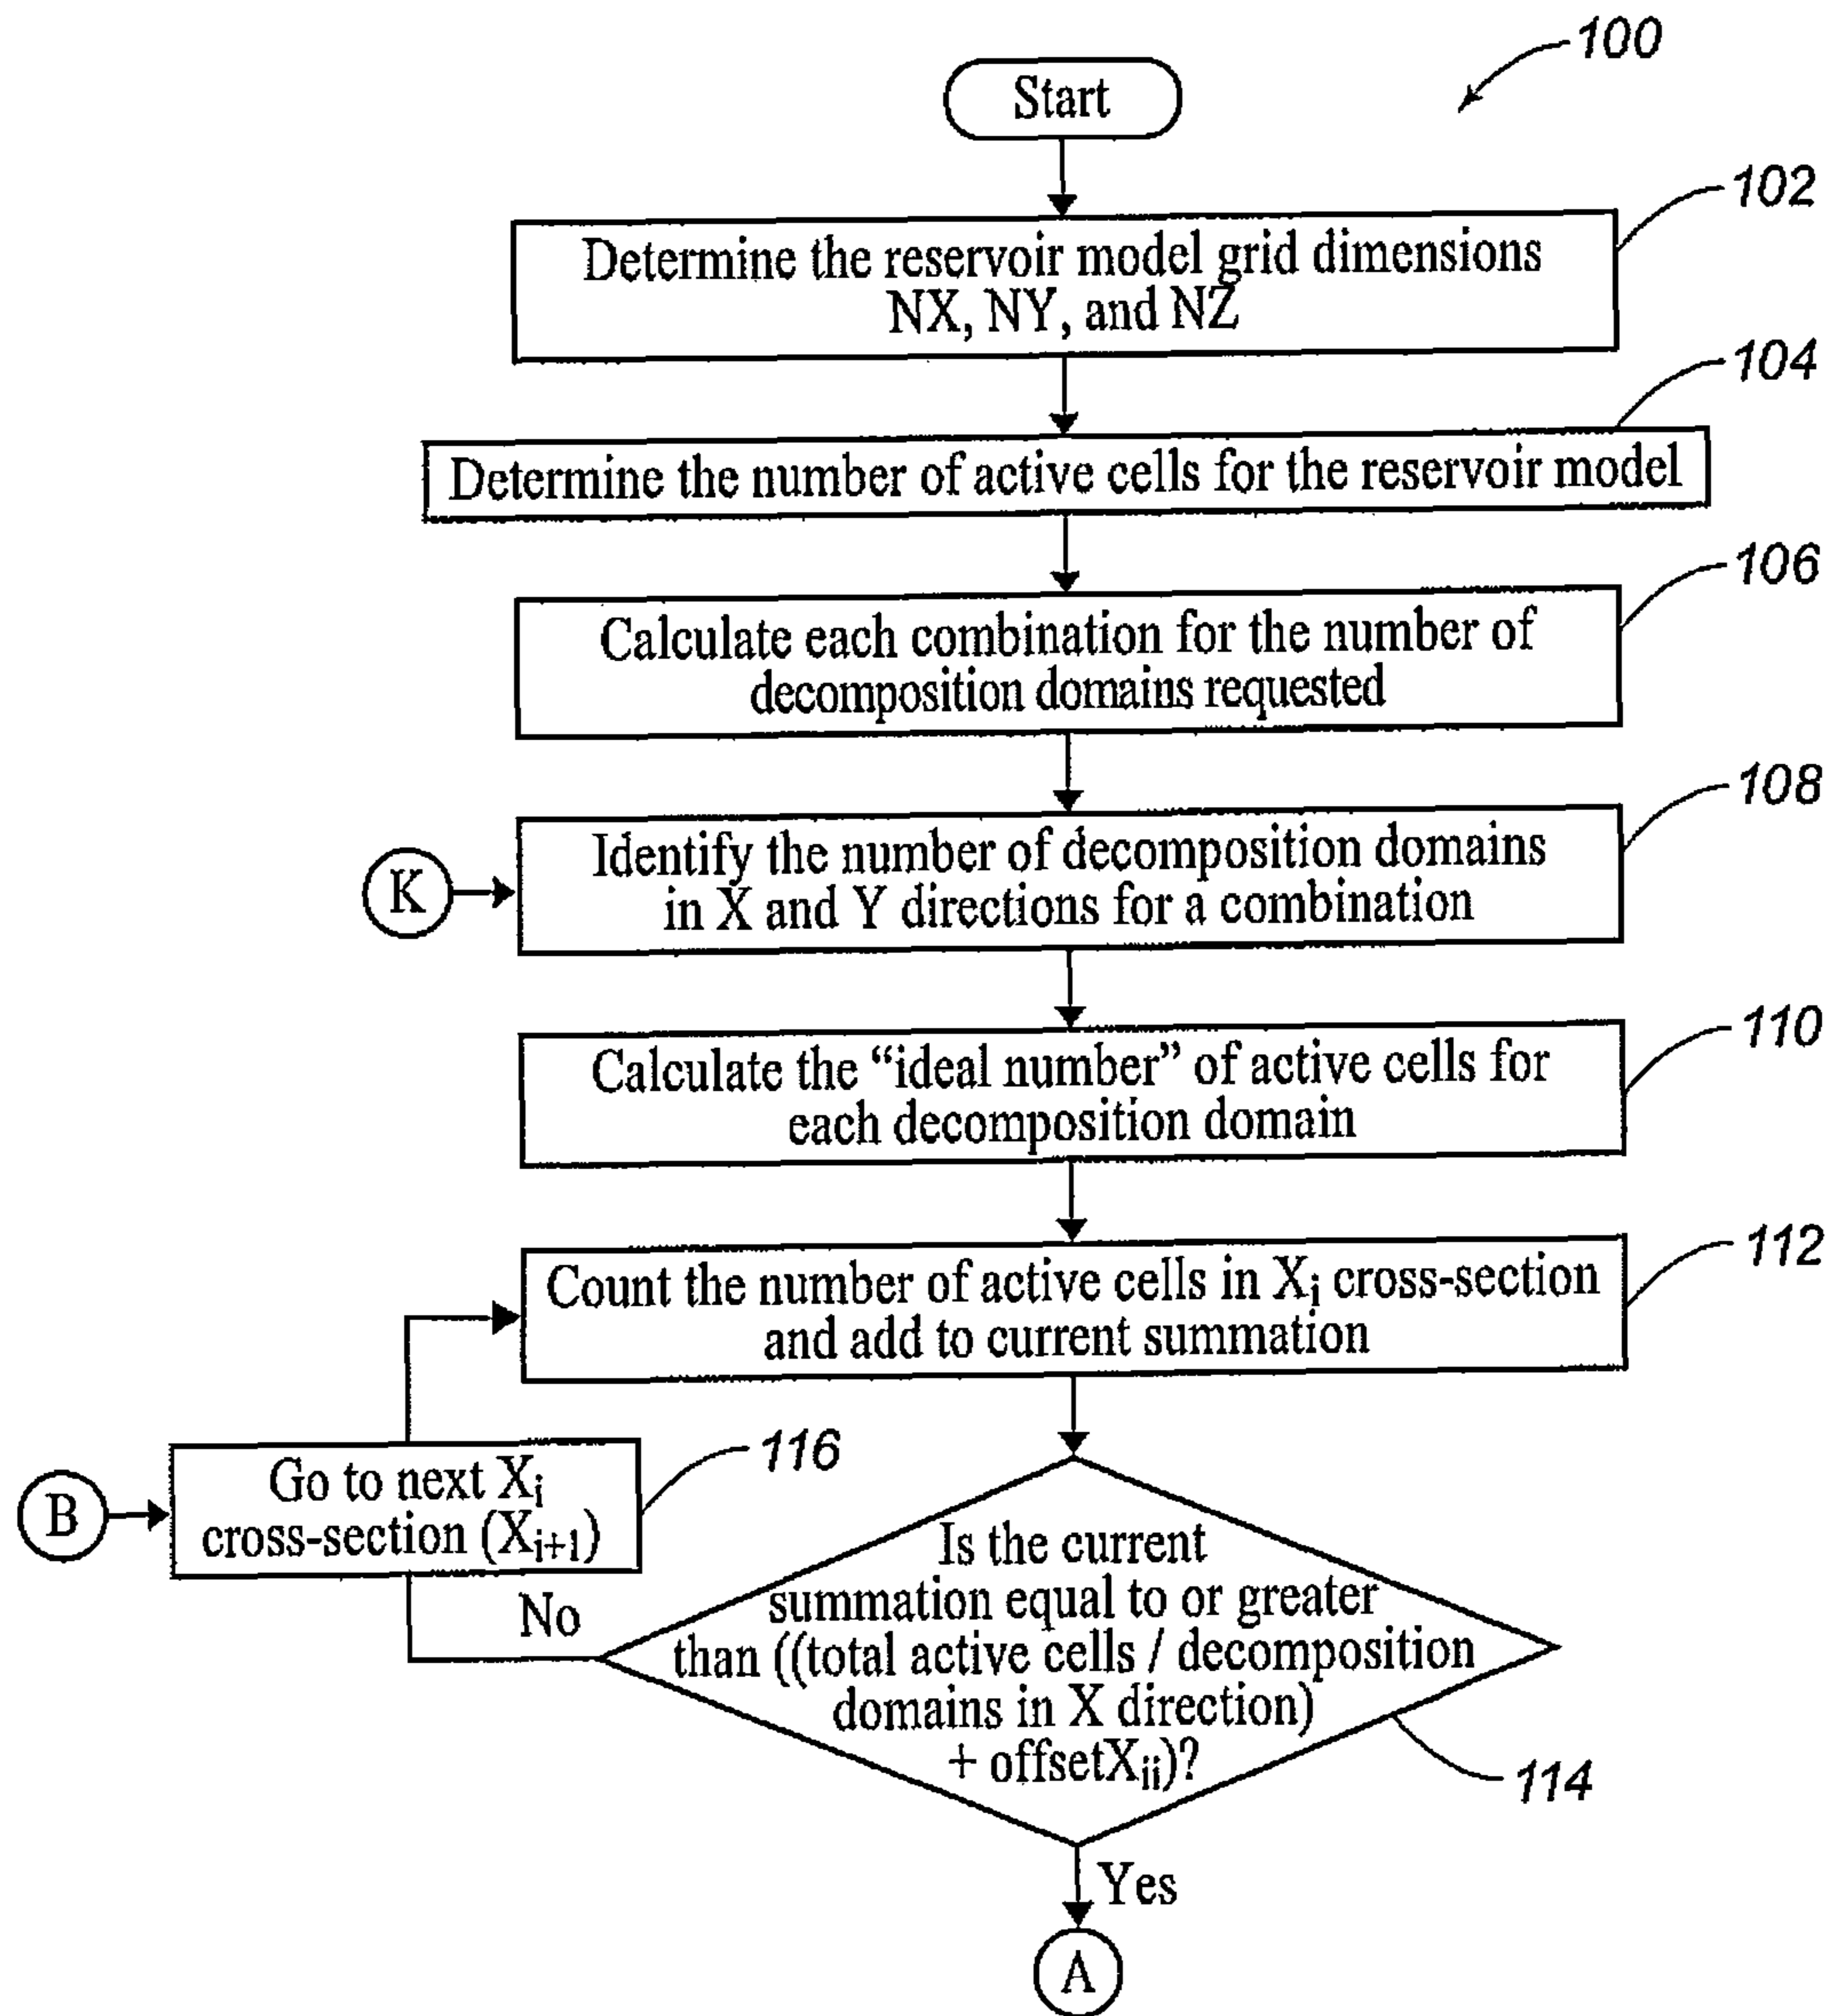 100
Start
102
Determine the reservoir model grid dimensions
NX, NY, and NZ
104
Determine the number of active cells for the reservoir model
106
Calculate each combination for the number of
decomposition domains requested
108
K
Identify the number of decomposition domains
in X and Y directions for a combination
110
Calculate the “ideal number” of active cells for
each decomposition domain
112
Count the number of active cells in Xi cross-section
and add to current summation
116
B
Go to next Xi
cross-section (Xi+1)
No
Is the current
summation equal to or greater
than ((total active cells / decomposition
domains in X direction)
+ offsetXii)?
114
Yes
A